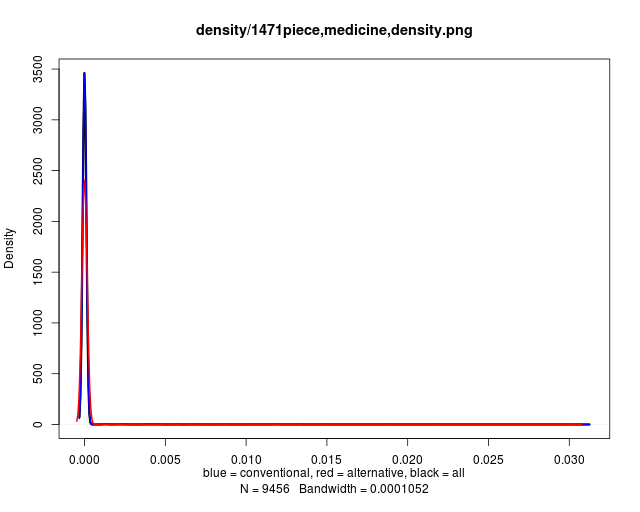 density/1471piece,medicine,density.png
3500
3000
2500
2000
1500
1000
500
0
Density
0.000 0.005 0.010 0.015 0.020 0.025 0.030
blue = conventional, red = alternative, black = all
N = 9456 Bandwidth = 0.0001052